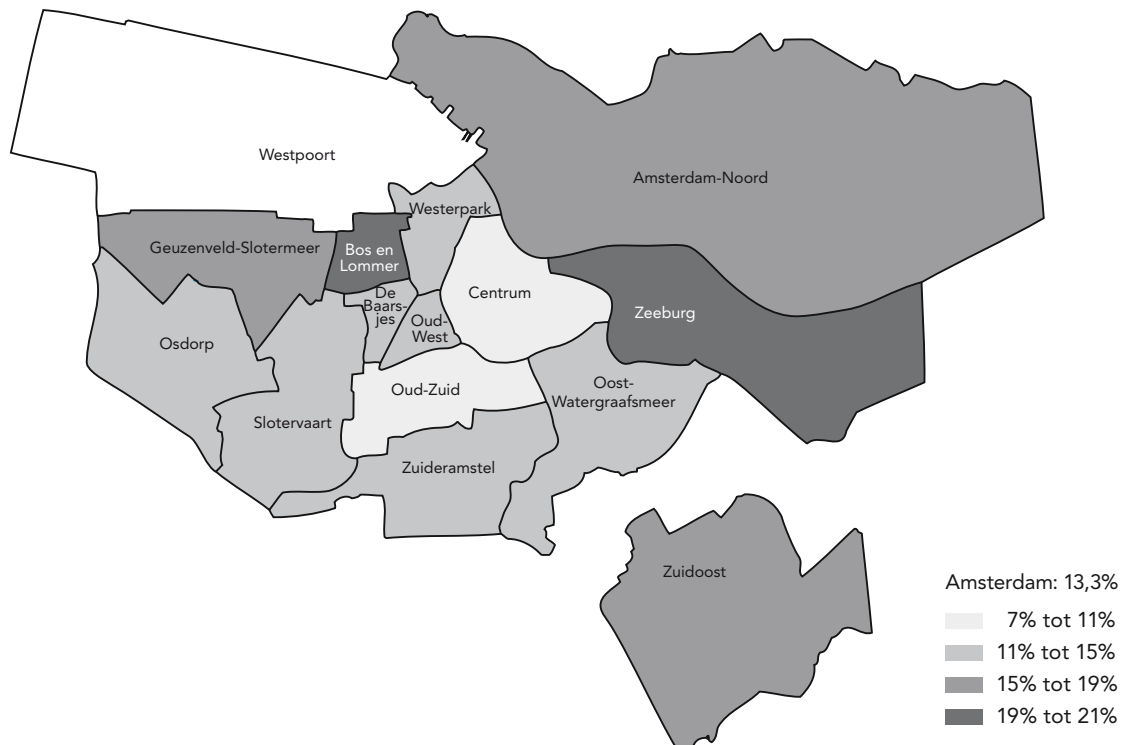 Westpoort
Amsterdam-Noord
Westerpark
Geuzenveld-Slotermeer
Bos en
Lommer
De
Baars-
jes
Centrum
Oud-
West
Zeeburg
Osdorp
Oud-Zuid
Oost-
Watergraafsmeer
Slotervaart
Zuideramstel
Zuidoost
Amsterdam: 13,3%
7% tot 11%
11% tot 15%
15% tot 19%
19% tot 21%